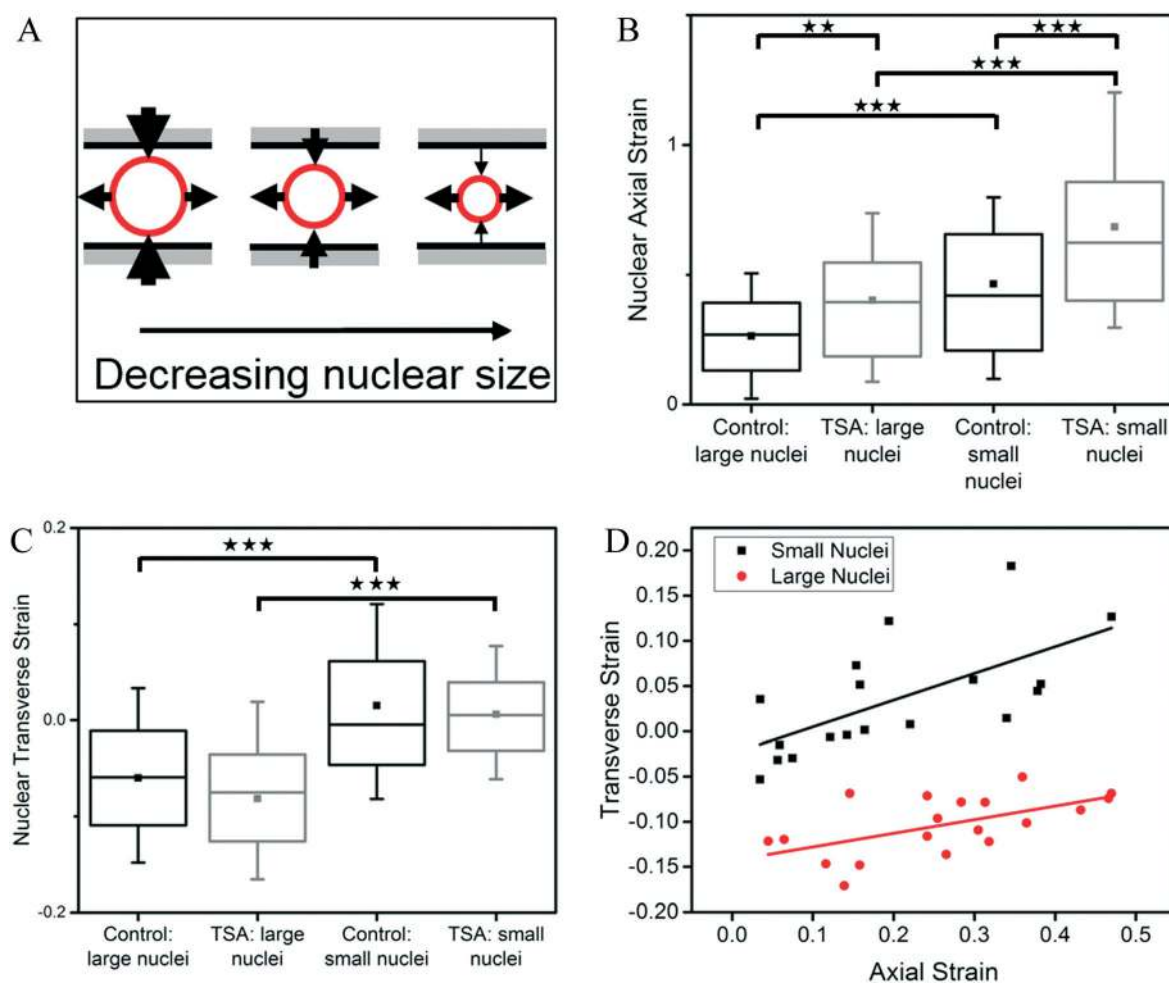 A
Decreasing nuclear size
B
★★
★★★
★★★
★★★
Nuclear Axial Strain
1
0
Control:
large nuclei
TSA: large
nuclei
Control:
small
nuclei
TSA: small
nuclei
C
★★★
★★★
Nuclear Transverse Strain
0.2
0.0
-0.2
Control:
large nuclei
TSA: large
nuclei
Control:
small nuclei
TSA: small
nuclei
D
Small Nuclei
Large Nuclei
Transverse Strain
0.20
0.15
0.10
0.05
0.00
-0.05
-0.10
-0.15
-0.20
0.0 0.1 0.2 0.3 0.4 0.5
Axial Strain